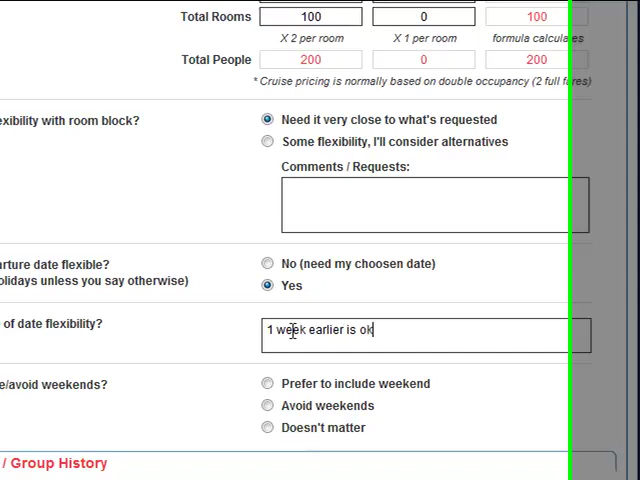 Total Rooms 100 0 100
X 2 per room X 1 per room formula calculates
Total People 200 0 200
* Cruise pricing is normally based on double occupancy (2 full fares)
exibility with room block? Need it very close to what's requested
Some flexibility, I'll consider alternatives
Comments / Requests:
arture date flexible? No (need my choosen date)
olidays unless you say otherwise) Yes
of date flexibility? 1 week earlier is ok
e/avoid weekends? Prefer to include weekend
Avoid weekends
Doesn't matter
/ Group History